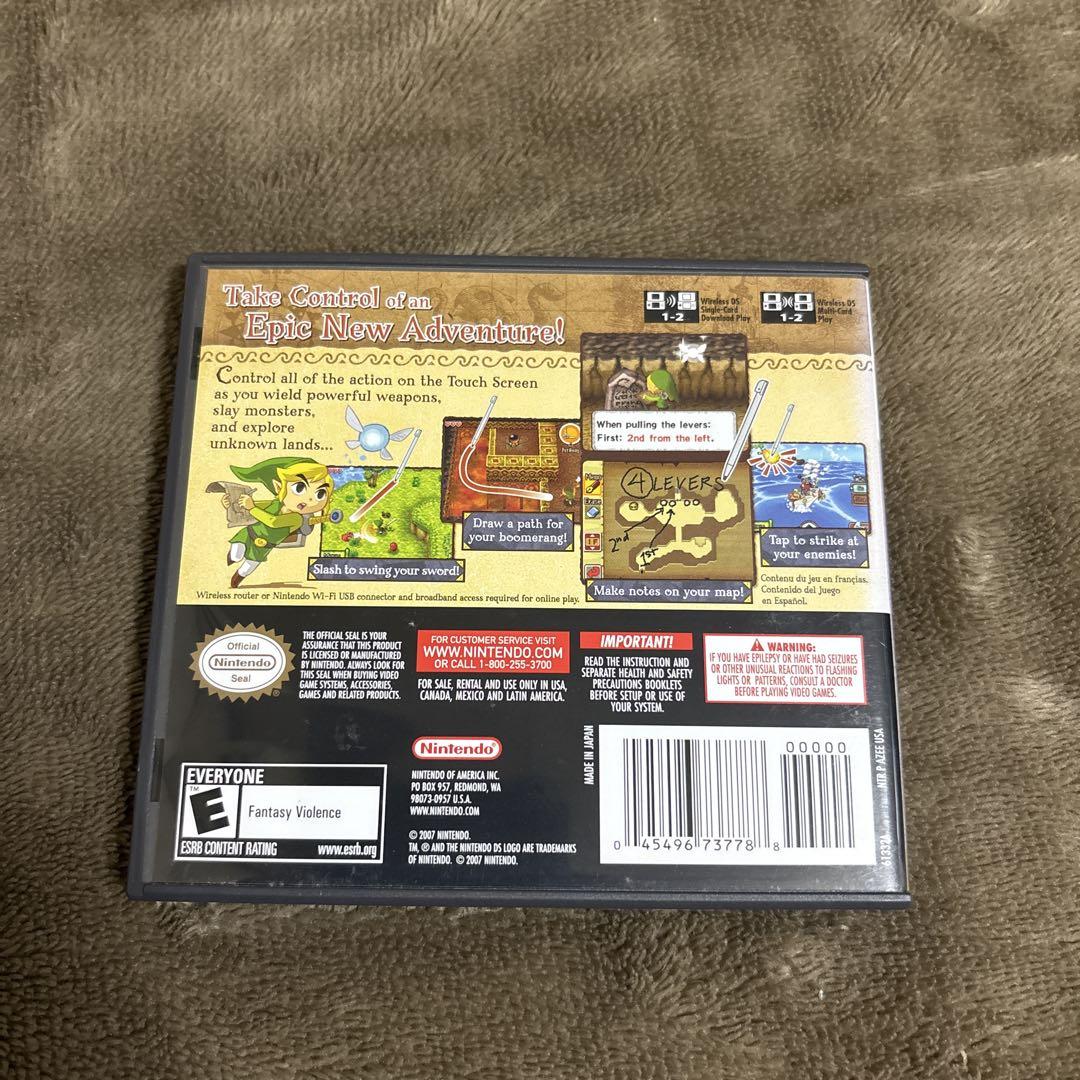 Take Control of an
Epic New Adventure!
Wireless DS
Single-Card
Download Play
1-2
Wireless DS
Multi-Card
Play
1-2
Control all of the action on the Touch Screen
as you wield powerful weapons,
slay monsters,
and explore
unknown lands...
When pulling the levers:
First: 2nd from the left.
4 LEVERS
2nd
1st
Draw a path for
your boomerang!
Slash to swing your sword!
Make notes on your map!
Tap to strike at
your enemies!
Contenu du jeu en français.
Contenido del Juego
en Español.
Wireless router or Nintendo Wi-Fi USB connector and broadband access required for online play.
Official
Nintendo
Seal
THE OFFICIAL SEAL IS YOUR
ASSURANCE THAT THIS PRODUCT
IS LICENSED OR MANUFACTURED
BY NINTENDO. ALWAYS LOOK FOR
THIS SEAL WHEN BUYING VIDEO
GAME SYSTEMS, ACCESSORIES,
GAMES AND RELATED PRODUCTS.
FOR CUSTOMER SERVICE VISIT
WWW.NINTENDO.COM
OR CALL 1-800-255-3700
FOR SALE, RENTAL AND USE ONLY IN USA,
CANADA, MEXICO AND LATIN AMERICA.
IMPORTANT!
READ THE INSTRUCTION AND
SEPARATE HEALTH AND SAFETY
PRECAUTIONS BOOKLETS
BEFORE SETUP OR USE OF
YOUR SYSTEM.
WARNING:
IF YOU HAVE EPILEPSY OR HAVE HAD SEIZURES
OR OTHER UNUSUAL REACTIONS TO FLASHING
LIGHTS OR PATTERNS, CONSULT A DOCTOR
BEFORE PLAYING VIDEO GAMES.
EVERYONE
E
TM
Fantasy Violence
ESRB CONTENT RATING www.esrb.org
Nintendo®
NINTENDO OF AMERICA INC.
PO BOX 957, REDMOND, WA
98073-0957 U.S.A.
WWW.NINTENDO.COM
© 2007 NINTENDO.
TM, ® AND THE NINTENDO DS LOGO ARE TRADEMARKS
OF NINTENDO. © 2007 NINTENDO.
MADE IN JAPAN
00000
0 45496 73778 8
61332A
NTR P AZEE USA